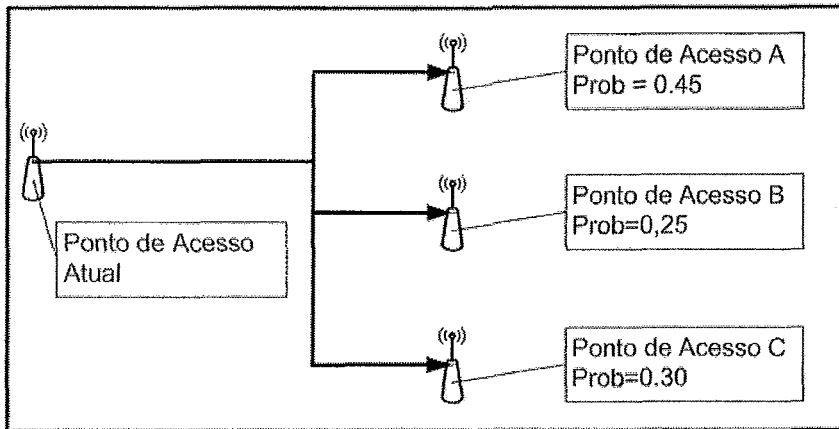 Ponto de Acesso A
Prob = 0.45
Ponto de Acesso
Atual
Ponto de Acesso B
Prob=0,25
Ponto de Acesso C
Prob=0.30